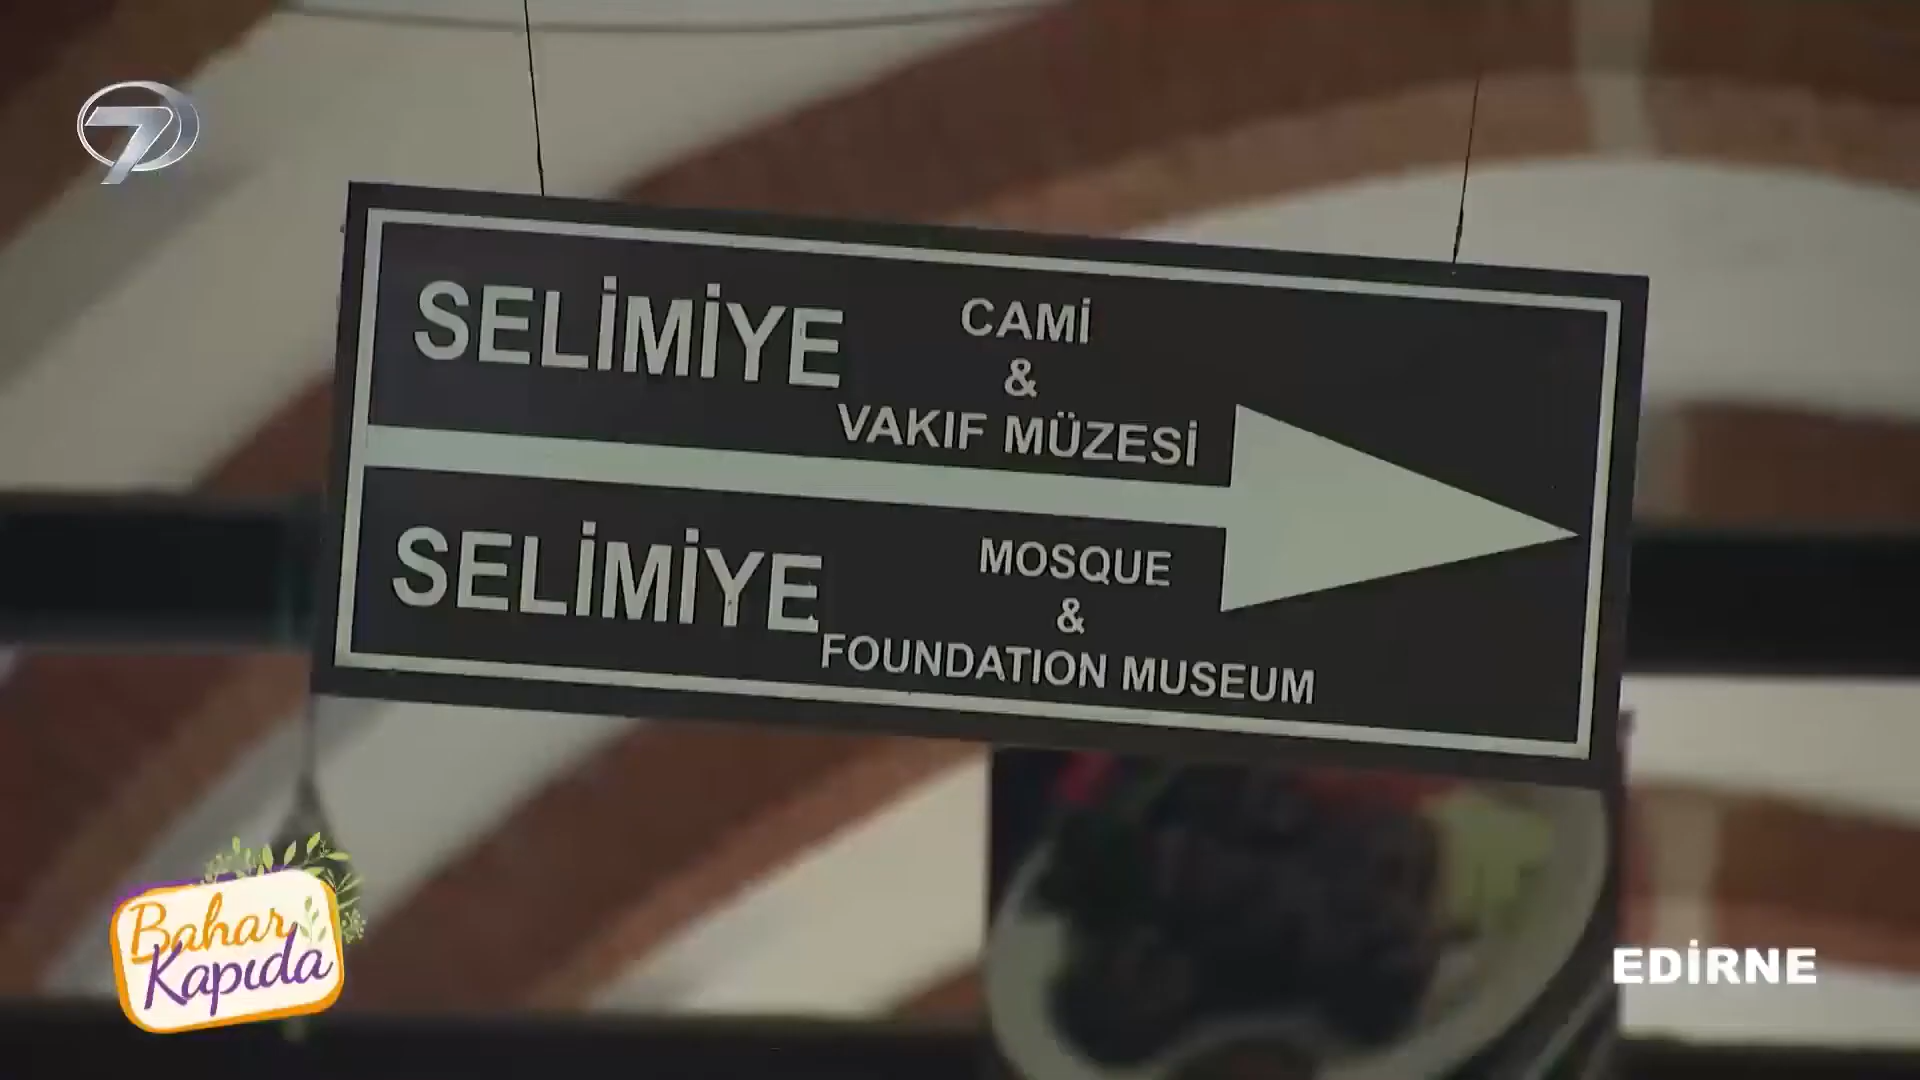 7
SELİMİYE CAMİ
&
VAKIF MÜZESİ
SELİMİYE MOSQUE
&
FOUNDATION MUSEUM
Bahar
Kapıda
EDİRNE